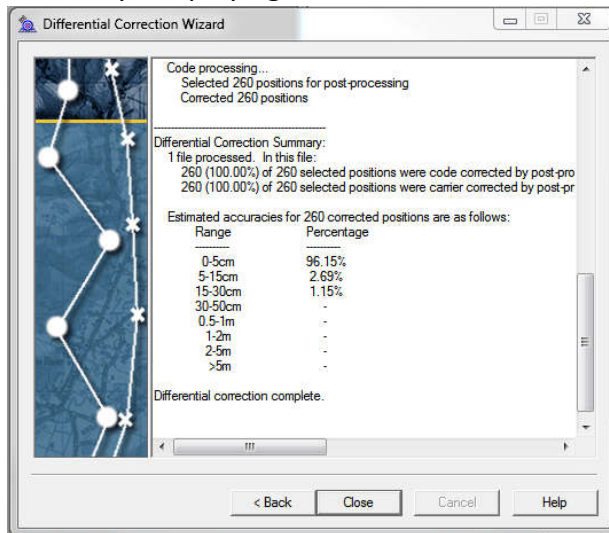 Differential Correction Wizard
Code processing...
Selected 260 positions for post-processing
Corrected 260 positions
Differential Correction Summary:
1 file processed. In this file:
260 (100.00%) of 260 selected positions were code corrected by post-pro
260 (100.00%) of 260 selected positions were carrier corrected by post-pr
Estimated accuracies for 260 corrected positions are as follows:
Range Percentage
---------- ----------
0-5cm 96.15%
5-15cm 2.69%
15-30cm 1.15%
30-50cm -
0.5-1m -
1-2m -
2-5m -
>5m -
Differential correction complete.
< Back Close Cancel Help